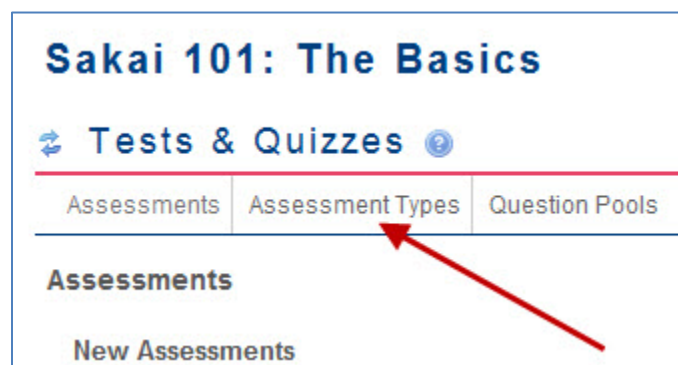 Sakai 101: The Basics
Tests & Quizzes ?
Assessments Assessment Types Question Pools
Assessments
New Assessments